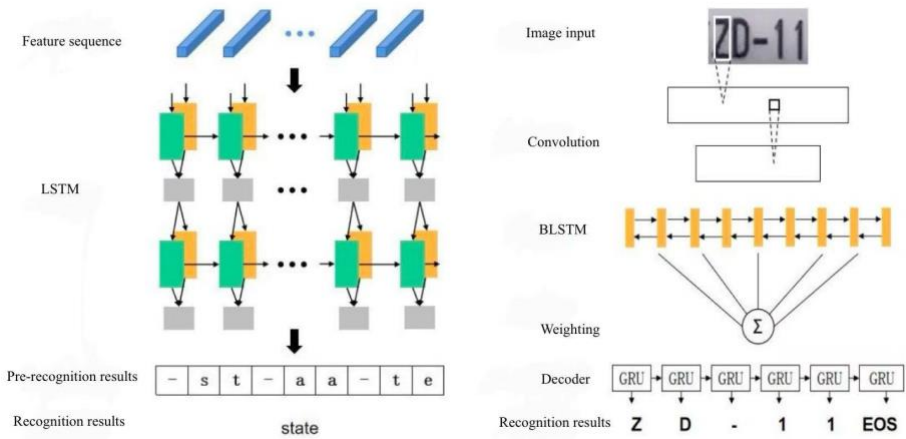 Feature sequence
LSTM
Pre-recognition results
- s t - a a - t e
Recognition results
state
Image input
ZD-11
Convolution
BLSTM
Weighting
Σ
Decoder
GRU GRU GRU GRU GRU GRU
Recognition results
Z D - 1 1 EOS